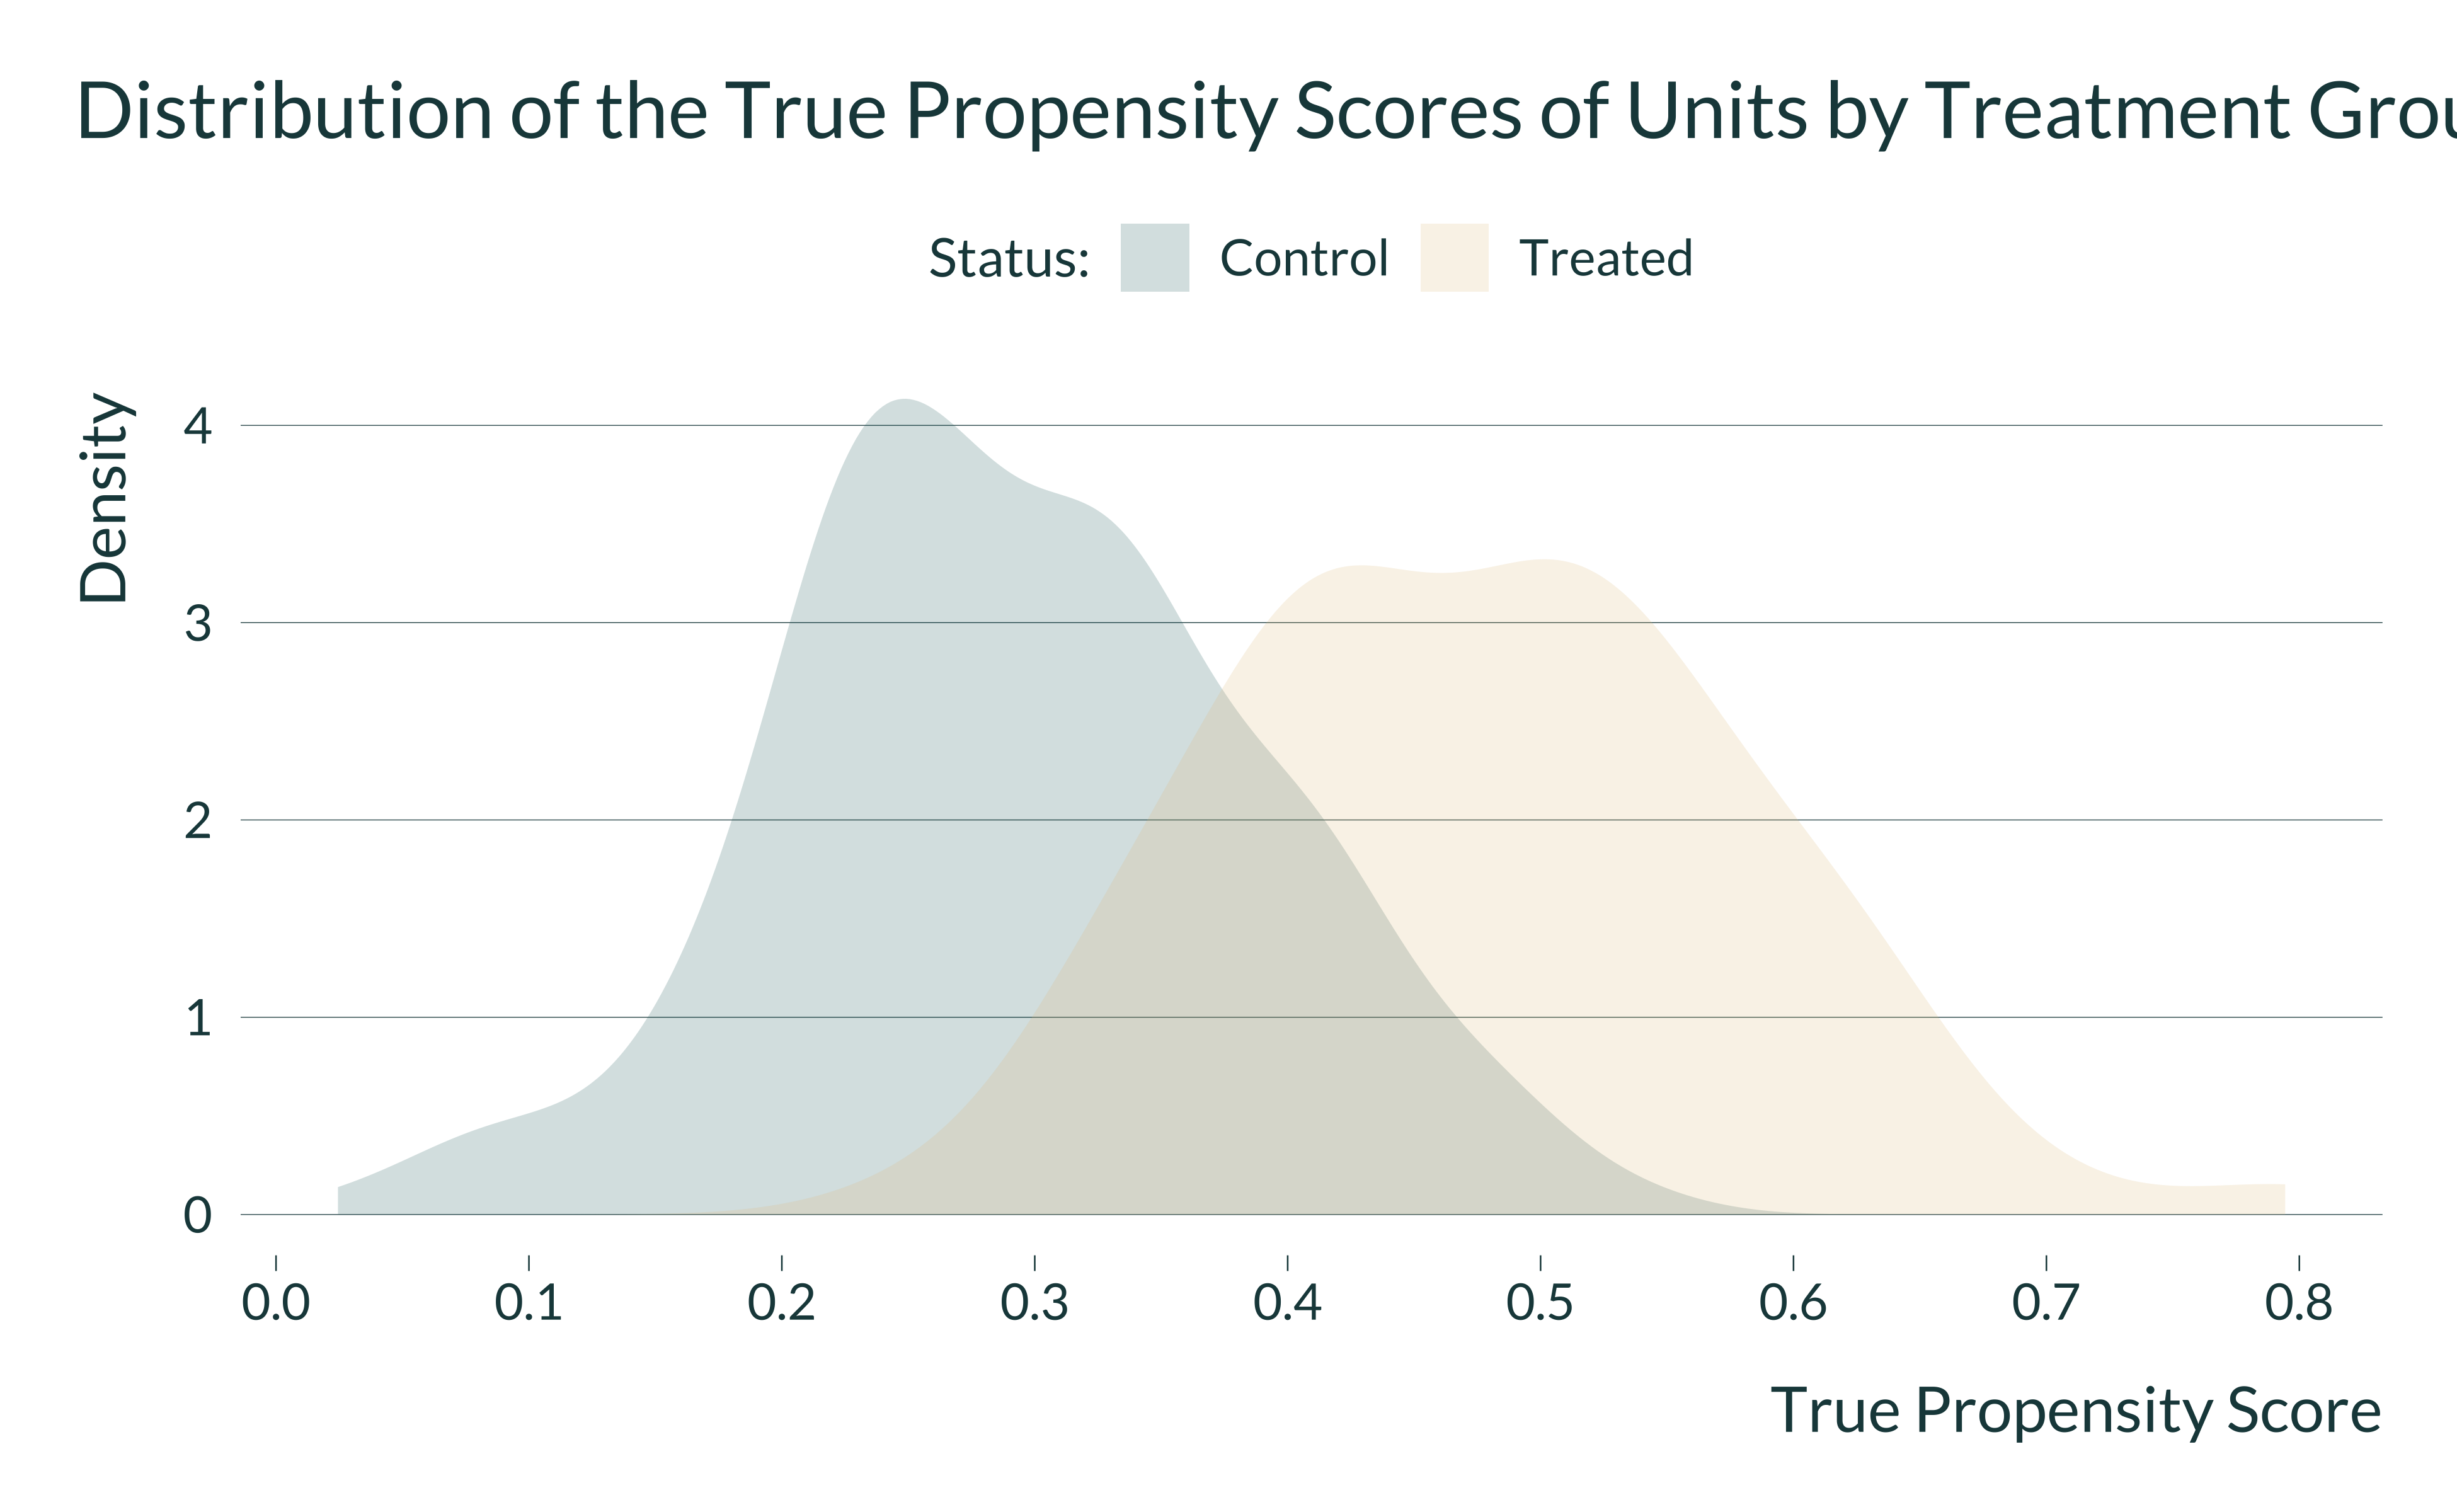 Distribution of the True Propensity Scores of Units by Treatment Grou
Status: Control Treated
Density
4
3
2
1
0
0.0 0.1 0.2 0.3 0.4 0.5 0.6 0.7 0.8
True Propensity Score